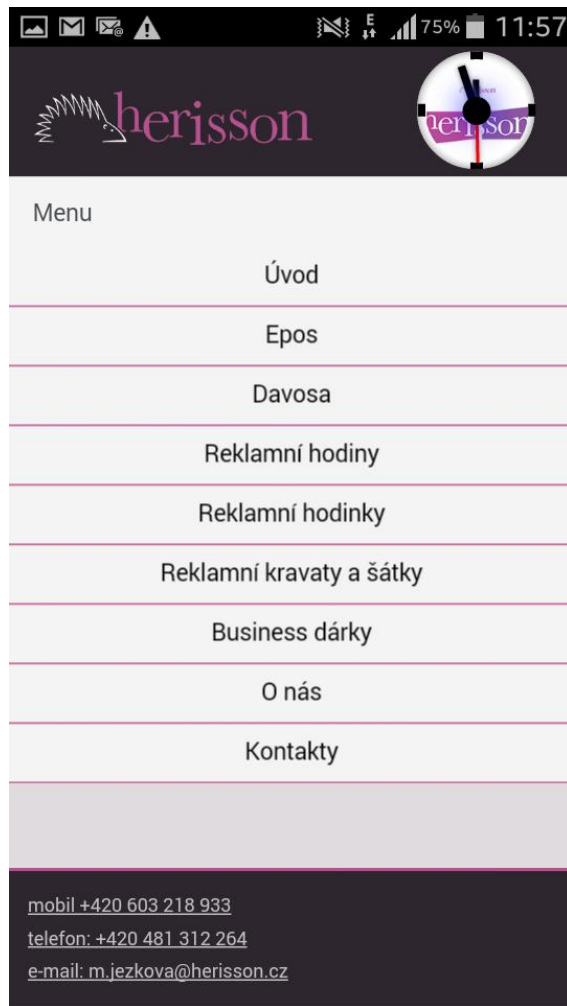 E 75% 11:57
herisson
herisson
Menu
Úvod
Epos
Davosa
Reklamní hodiny
Reklamní hodinky
Reklamní kravaty a šátky
Business dárky
O nás
Kontakty
mobil +420 603 218 933
telefon: +420 481 312 264
e-mail: m.jezkova@herisson.cz